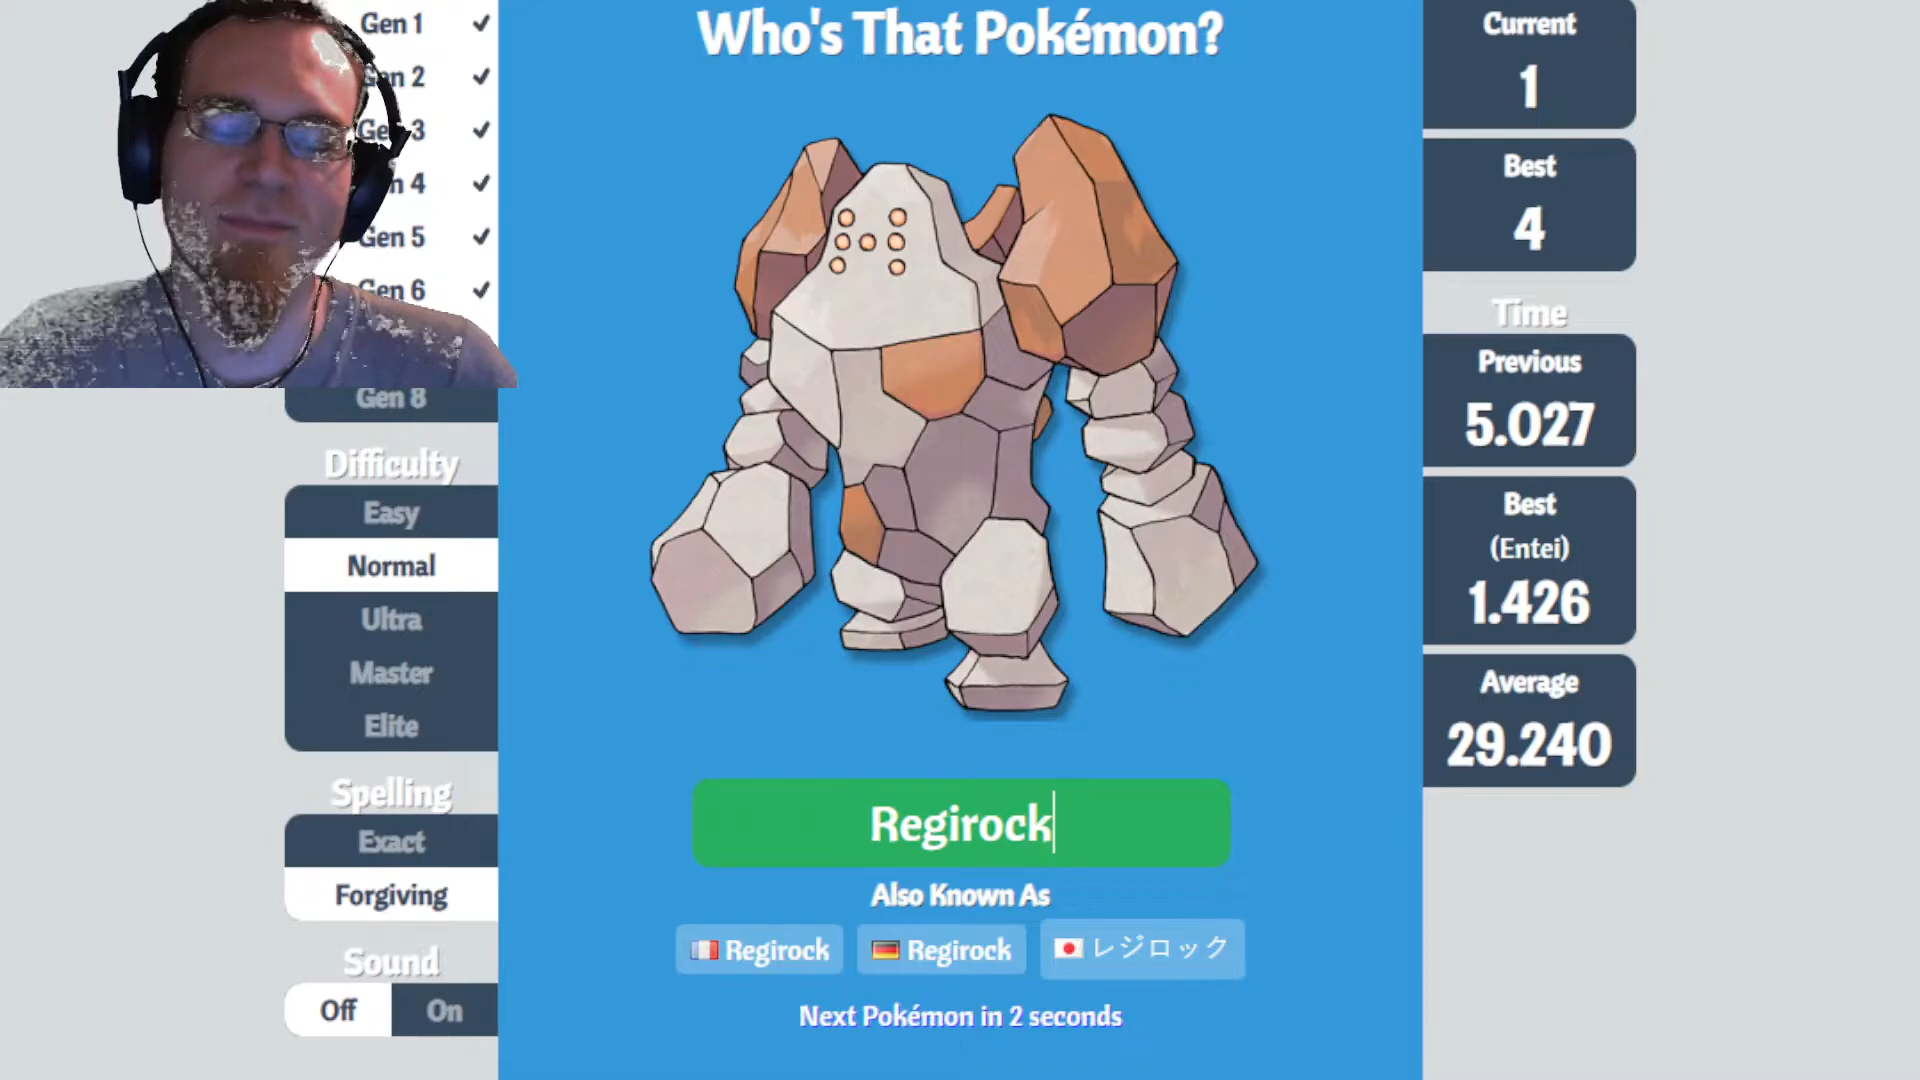 Gen 1
Gen 2
Gen 3
Gen 4
Gen 5
Gen 6
Gen 8
Difficulty
Easy
Normal
Ultra
Master
Elite
Spelling
Exact
Forgiving
Sound
Off On
Who's That Pokémon?
Regirock
Also Known As
Regirock Regirock レジロック
Next Pokémon in 2 seconds
Current
1
Best
4
Time
Previous
5.027
Best
(Entei)
1.426
Average
29.240